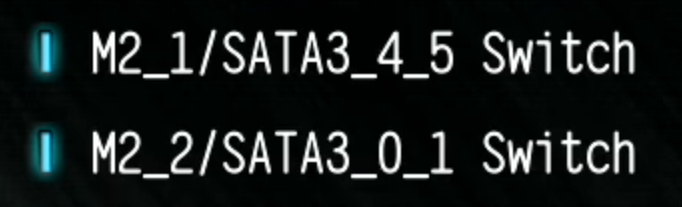 M2_1/SATA3_4_5 Switch
M2_2/SATA3_0_1 Switch